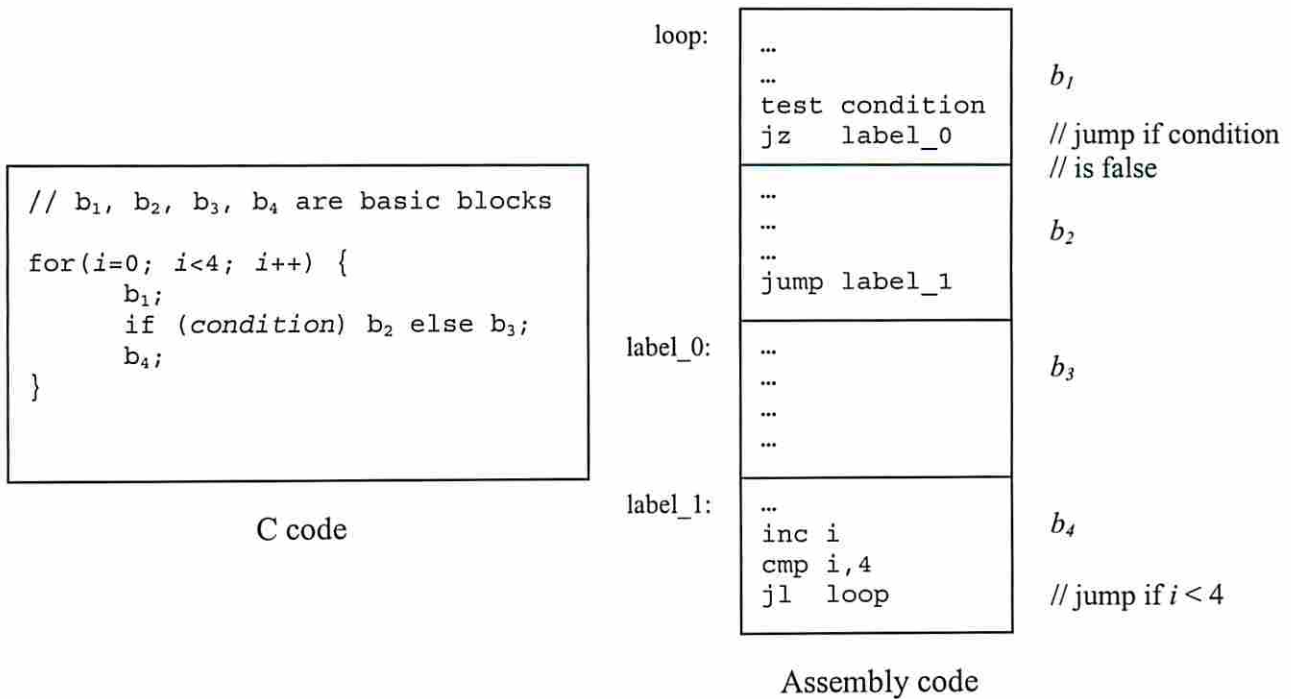 // b₁, b₂, b₃, b₄ are basic blocks
for(i=0; i<4; i++) {
b₁;
if (condition) b₂ else b₃;
b₄;
}
C code
loop:
…
…
b₁
test condition
jz label_0 // jump if condition
// is false
…
…
b₂
…
jump label_1
label_0: …
…
b₃
…
…
label_1: …
inc i
b₄
cmp i,4
jl loop // jump if i < 4
Assembly code